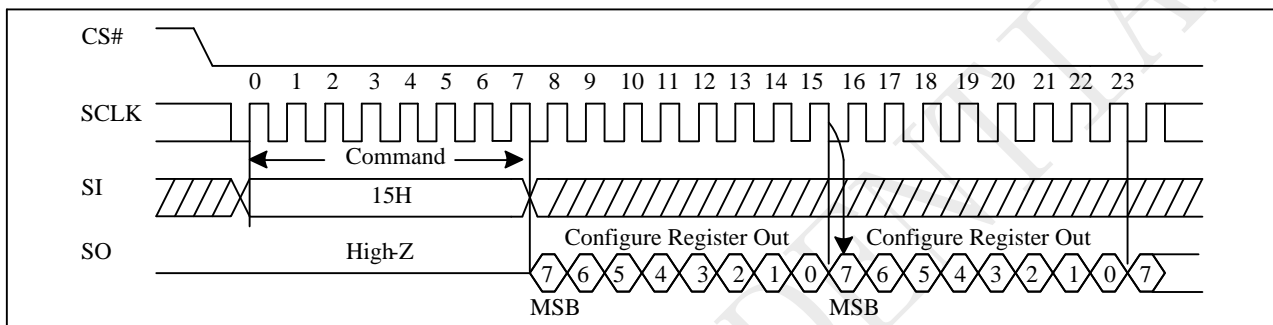 CS#
0 1 2 3 4 5 6 7 8 9 10 11 12 13 14 15 16 17 18 19 20 21 22 23
SCLK
Command
SI
15H
SO
High-Z
Configure Register Out
Configure Register Out
7 6 5 4 3 2 1 0 7 6 5 4 3 2 1 0 7
MSB
MSB